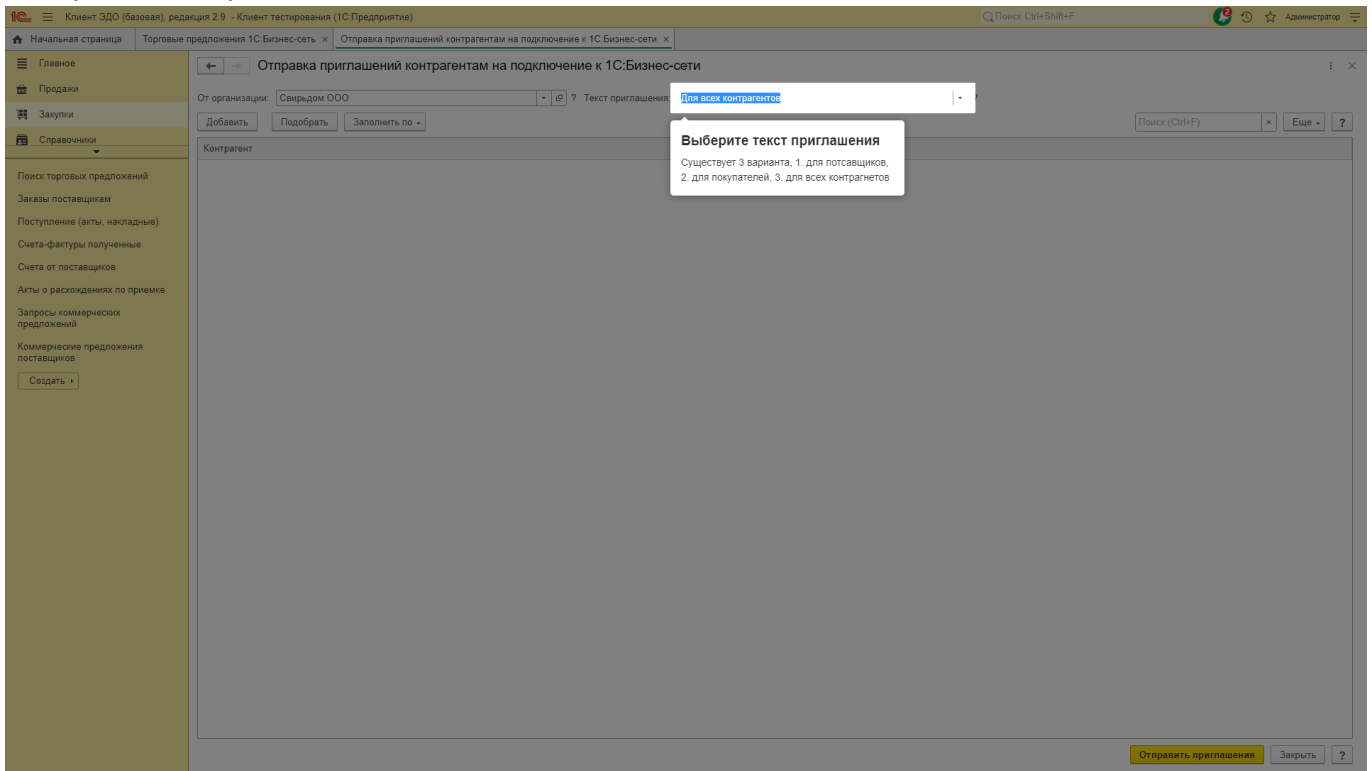 1С Клиент ЭДО (базовая), редакция 2.9 - Клиент тестирования (1С:Предприятие) Поиск Ctrl+Shift+F 2 Администратор
Начальная страница Торговые предложения 1С:Бизнес-сеть × Отправка приглашений контрагентам на подключение к 1С:Бизнес-сети ×
Главное
Отправка приглашений контрагентам на подключение к 1С:Бизнес-сети
Продажи
От организации: Свирьдом ООО ? Текст приглашения: Для всех контрагентов
Закупки
Добавить Подобрать Заполнить по Поиск (Ctrl+F) × Еще ?
Справочники
Контрагент
Выберите текст приглашения
Существует 3 варианта, 1. для потсавщиков,
2. для покупателей, 3. для всех контрагнетов
Поиск торговых предложений
Заказы поставщикам
Поступление (акты, накладные)
Счета-фактуры полученные
Счета от поставщиков
Акты о расхождениях по приемке
Запросы коммерческих
предложений
Коммерческие предложения
поставщиков
Создать
Отправить приглашения Закрыть ?